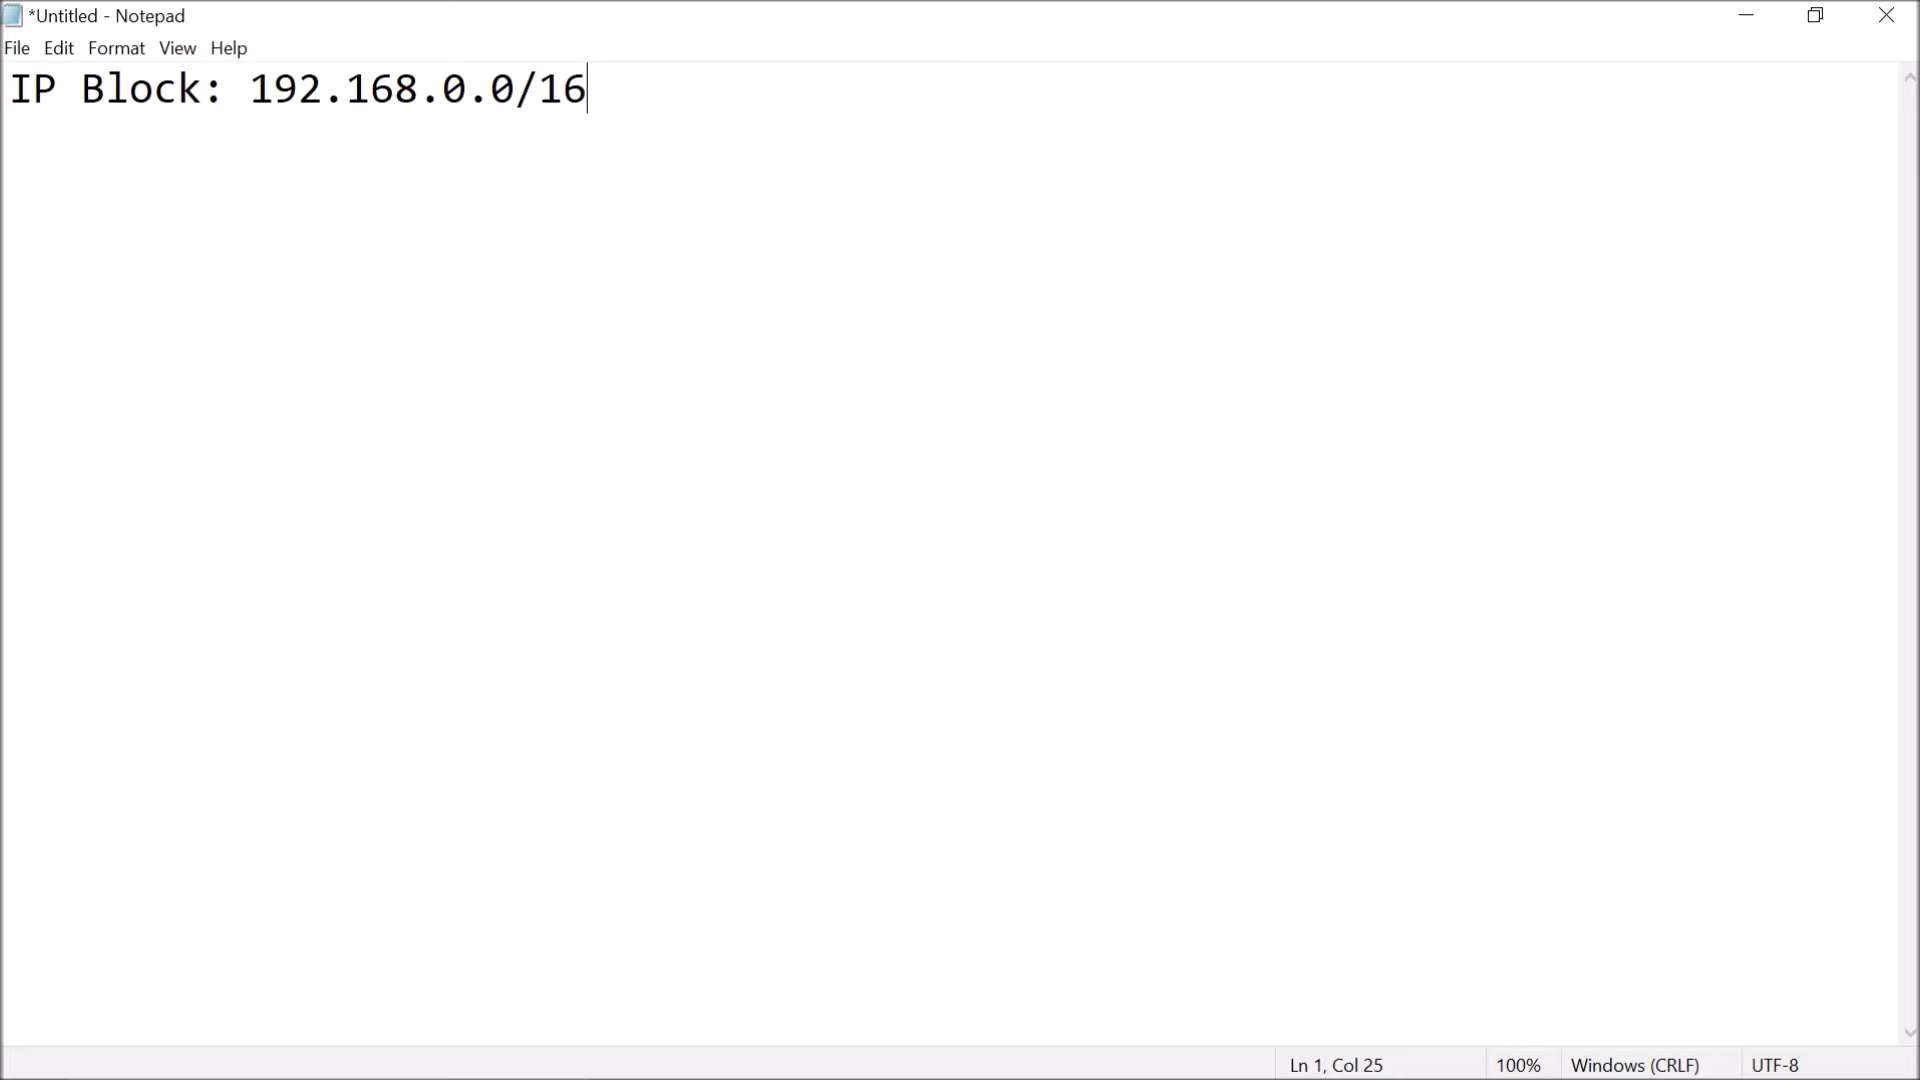 *Untitled - Notepad
File Edit Format View Help
IP Block: 192.168.0.0/16
Ln 1, Col 25 100% Windows (CRLF) UTF-8